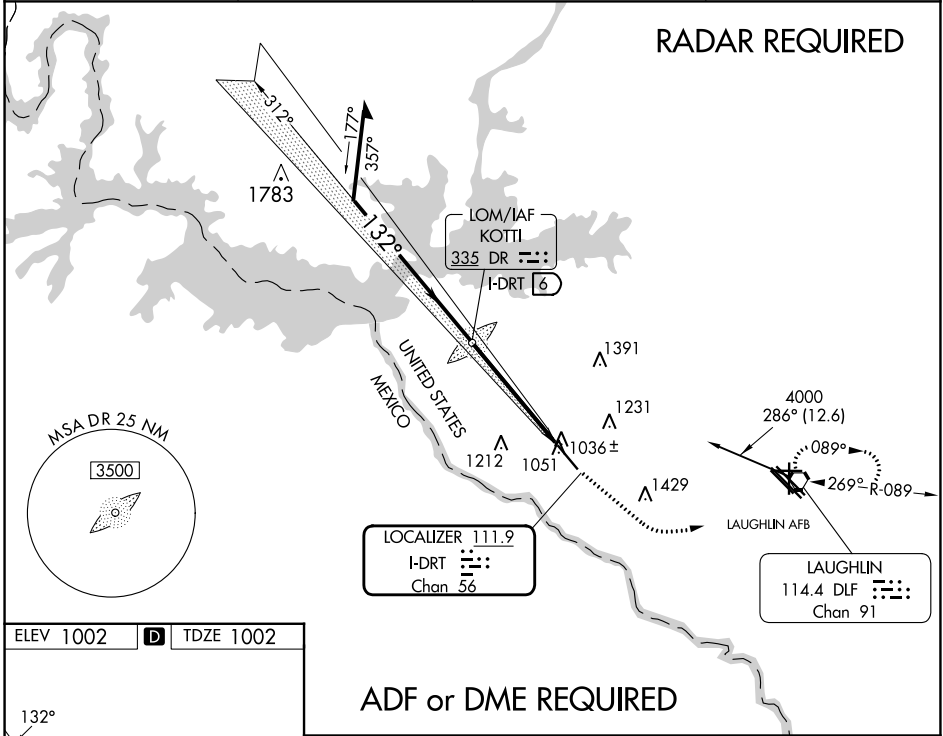 RADAR REQUIRED
312°
177°
357°
1783
132°
LOM/IAF
KOTTI
335 DR
I-DRT 6
UNITED STATES
MEXICO
1391
1231
1212
1051
1036±
1429
4000
286° (12.6)
089°
269°
R-089
LAUGHLIN AFB
MSA DR 25 NM
3500
LOCALIZER 111.9
I-DRT
Chan 56
LAUGHLIN
114.4 DLF
Chan 91
ELEV 1002
D
TDZE 1002
132°
ADF or DME REQUIRED